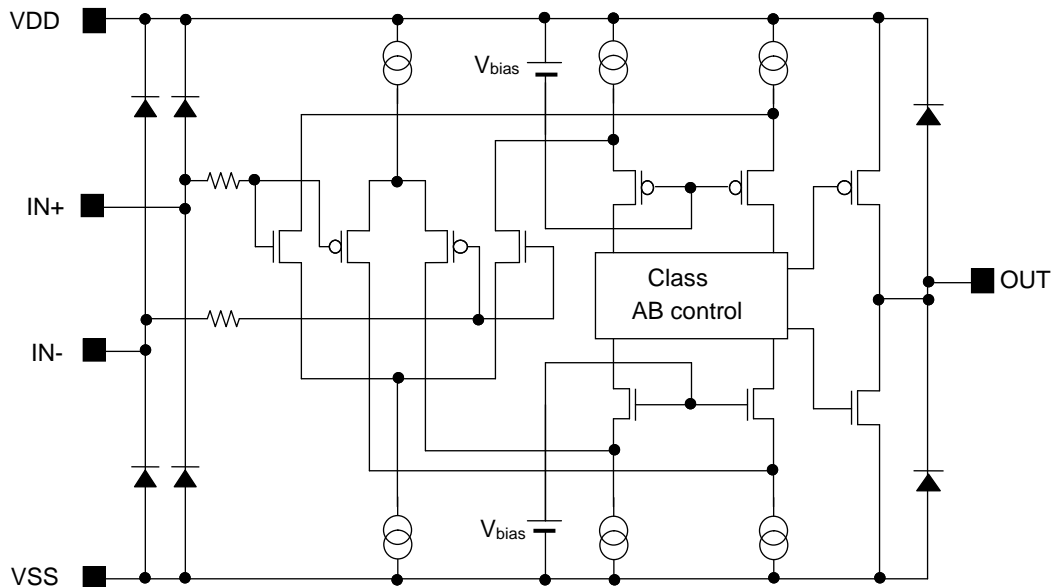 VDD
Vbias
IN+
Class
AB control
OUT
IN-
Vbias
VSS